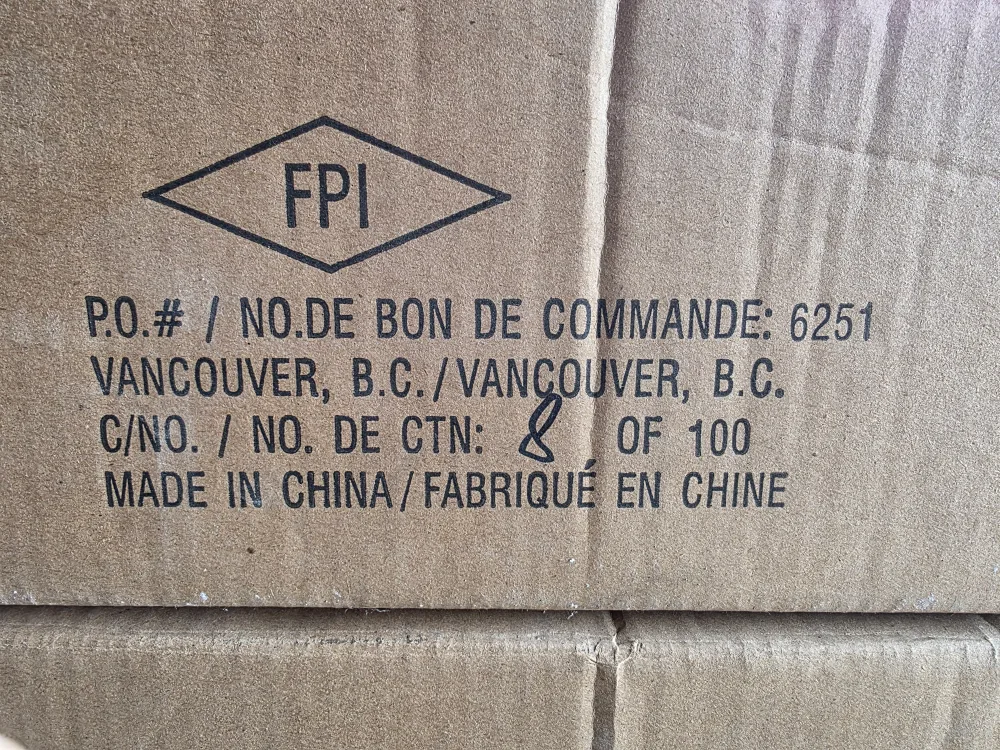 FPI
P.O.# / NO.DE BON DE COMMANDE: 6251
VANCOUVER, B.C./VANCOUVER, B.C.
C/NO. / NO. DE CTN: 8 OF 100
MADE IN CHINA/FABRIQUÉ EN CHINE